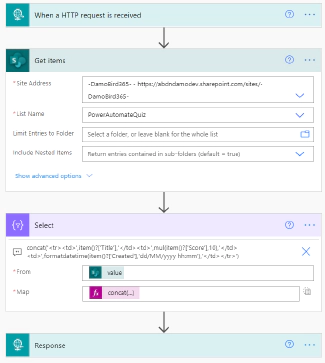 When a HTTP request is received
Get items
* Site Address
-DamoBird365- - https://abdndamodev.sharepoint.com/sites/-
DamoBird365-
* List Name
PowerAutomateQuiz
Limit Entries to Folder
Select a folder, or leave blank for the whole list
Include Nested Items
Return entries contained in sub-folders (default = true)
Show advanced options
Select
concat('<tr><td>',item()?['Title'],'</td><td>',mul(item()?['Score'],10),'</td>
<td>',formatdatetime(item()?['Created'],'dd/MM/yyyy hh:mm'),'</td></tr>')
* From
value
* Map
fx concat(...)
Response